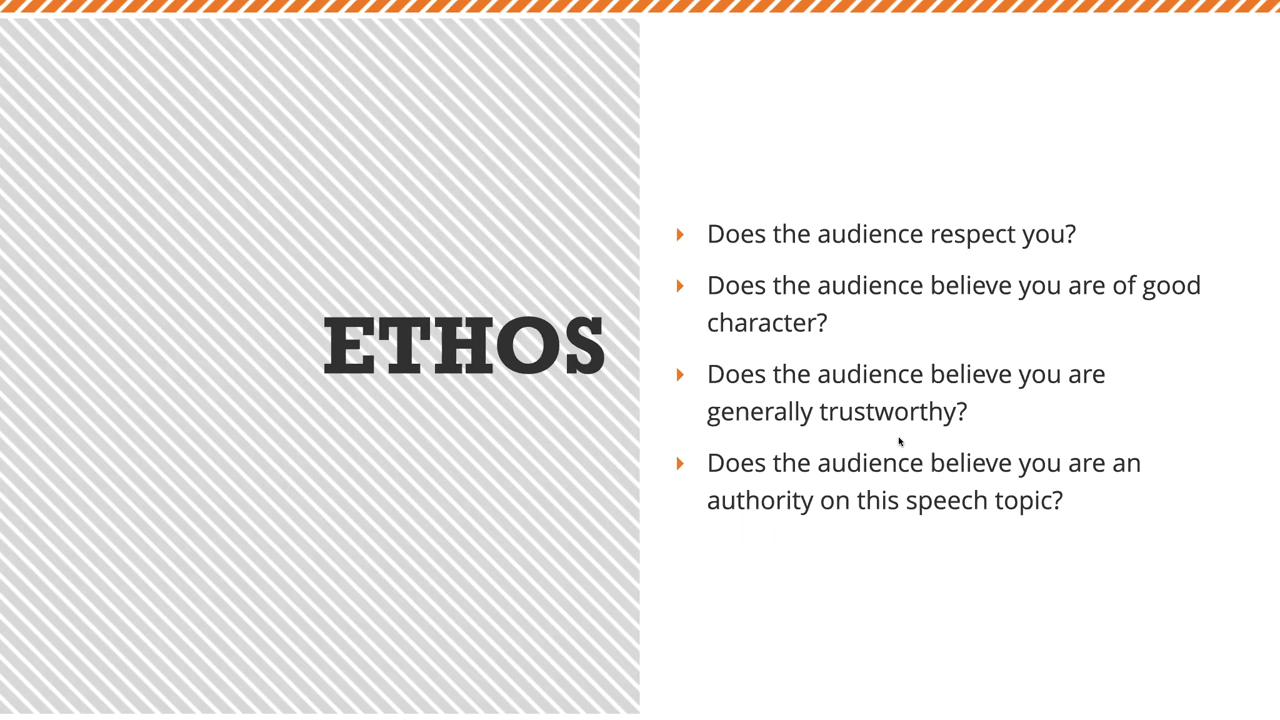 ETHOS
Does the audience respect you?
Does the audience believe you are of good
character?
Does the audience believe you are
generally trustworthy?
Does the audience believe you are an
authority on this speech topic?